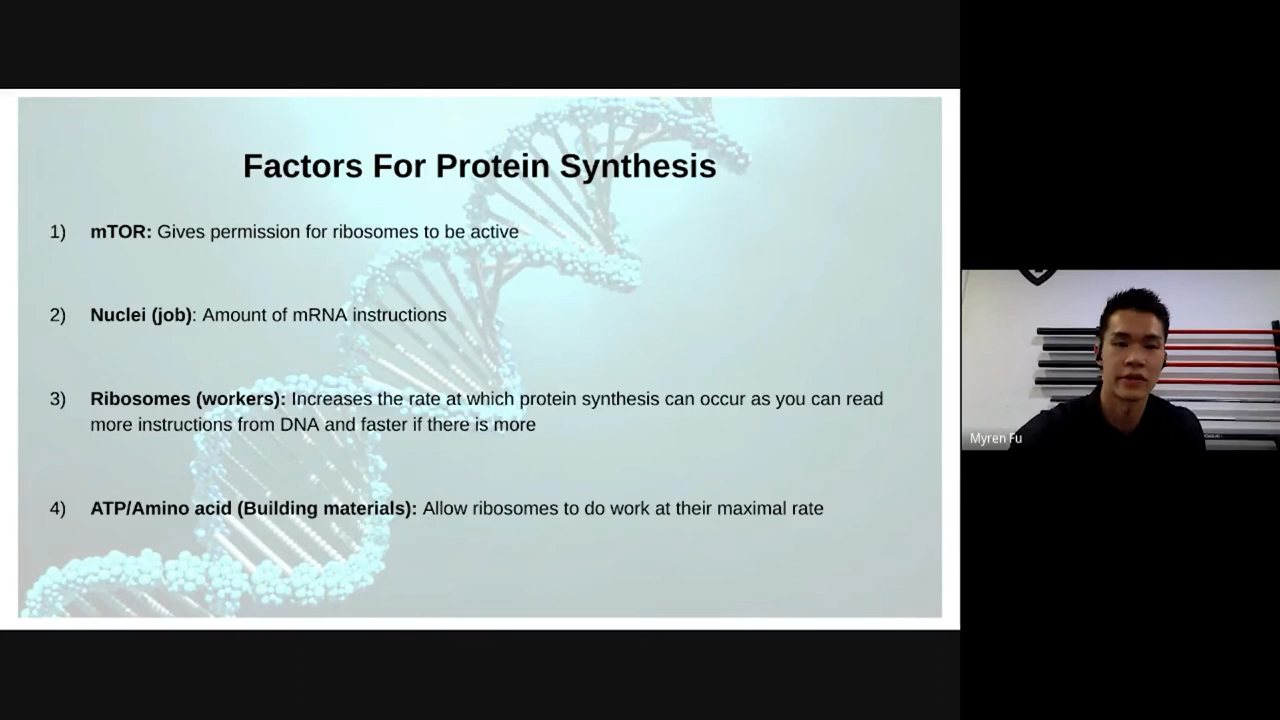 Factors For Protein Synthesis
1) mTOR: Gives permission for ribosomes to be active
2) Nuclei (job): Amount of mRNA instructions
3) Ribosomes (workers): Increases the rate at which protein synthesis can occur as you can read
more instructions from DNA and faster if there is more
4) ATP/Amino acid (Building materials): Allow ribosomes to do work at their maximal rate
Myren Fu